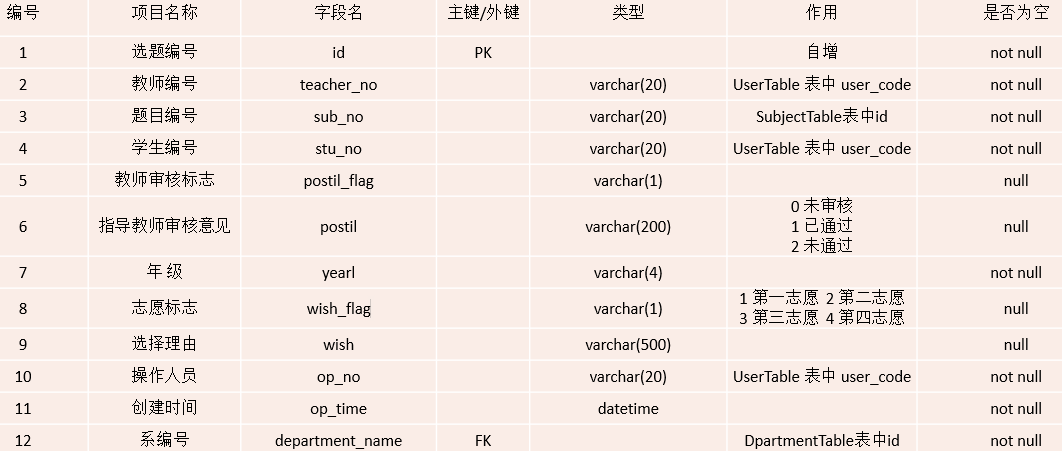 编号 项目名称 字段名 主键/外键 类型 作用 是否为空
1 选题编号 id PK 自增 not null
2 教师编号 teacher_no varchar(20) UserTable 表中 user_code not null
3 题目编号 sub_no varchar(20) SubjectTable表中id not null
4 学生编号 stu_no varchar(20) UserTable 表中 user_code not null
5 教师审核标志 postil_flag varchar(1) null
6 指导教师审核意见 postil varchar(200) 0 未审核
1 已通过
2 未通过 null
7 年 级 yearl varchar(4) not null
8 志愿标志 wish_flag varchar(1) 1 第一志愿 2 第二志愿
3 第三志愿 4 第四志愿 null
9 选择理由 wish varchar(500) null
10 操作人员 op_no varchar(20) UserTable 表中 user_code not null
11 创建时间 op_time datetime not null
12 系编号 department_name FK DpartmentTable表中id not null